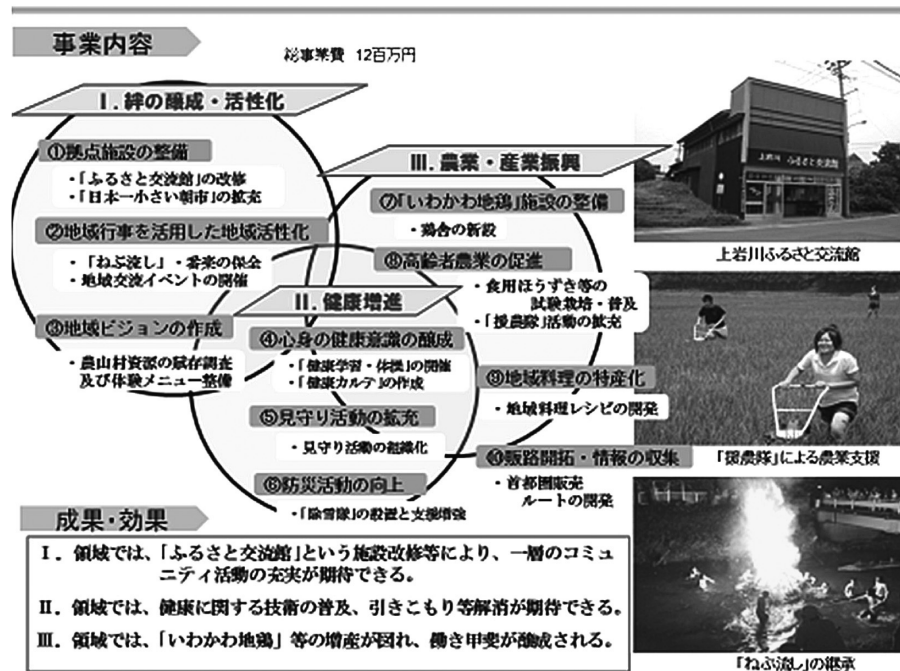 事業内容
総事業費 12百万円
Ⅰ.絆の醸成・活性化
①拠点施設の整備
・「ふるさと交流館」の改修
・「日本一小さい朝市」の拡充
②地域行事を活用した地域活性化
・「ねぶ流し」・番楽の保全
・地域交流イベントの開催
③地域ビジョンの作成
・農山村資源の賦存調査
及び体験メニュー整備
Ⅱ.健康増進
④心身の健康意識の醸成
・「健康学習・体操」の開催
・「健康カルテ」の作成
⑤見守り活動の拡充
・見守り活動の組織化
⑥防災活動の向上
・「除雪隊」の設置と支援増強
Ⅲ.農業・産業振興
⑦「いわかわ地鶏」施設の整備
・鶏舎の新設
⑧高齢者農業の促進
・食用ほうずき等の
試験栽培・普及
・「援農隊」活動の拡充
⑨地域料理の特産化
・地域料理レシピの開発
⑩販路開拓・情報の収集
・首都圏販売
ルートの開発
上岩川 ふるさと交流館
上岩川ふるさと交流館
「援農隊」による農業支援
「ねぶ流し」の継承
成果・効果
Ⅰ.領域では、「ふるさと交流館」という施設改修等により、一層のコミュ
ニティ活動の充実が期待できる。
Ⅱ.領域では、健康に関する技術の普及、引きこもり等解消が期待できる。
Ⅲ.領域では、「いわかわ地鶏」等の増産が図れ、働き甲斐が醸成される。